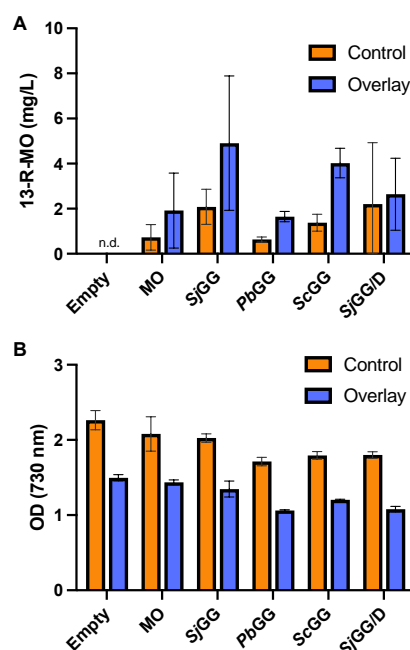 A
13-R-MO (mg/L)
10
8
6
4
2
0
Control
Overlay
n.d.
Empty
MO
SjGG
PbGG
ScGG
SjGG/D
B
OD (730 nm)
3
2
1
0
Control
Overlay
Empty
MO
SjGG
PbGG
ScGG
SjGG/D